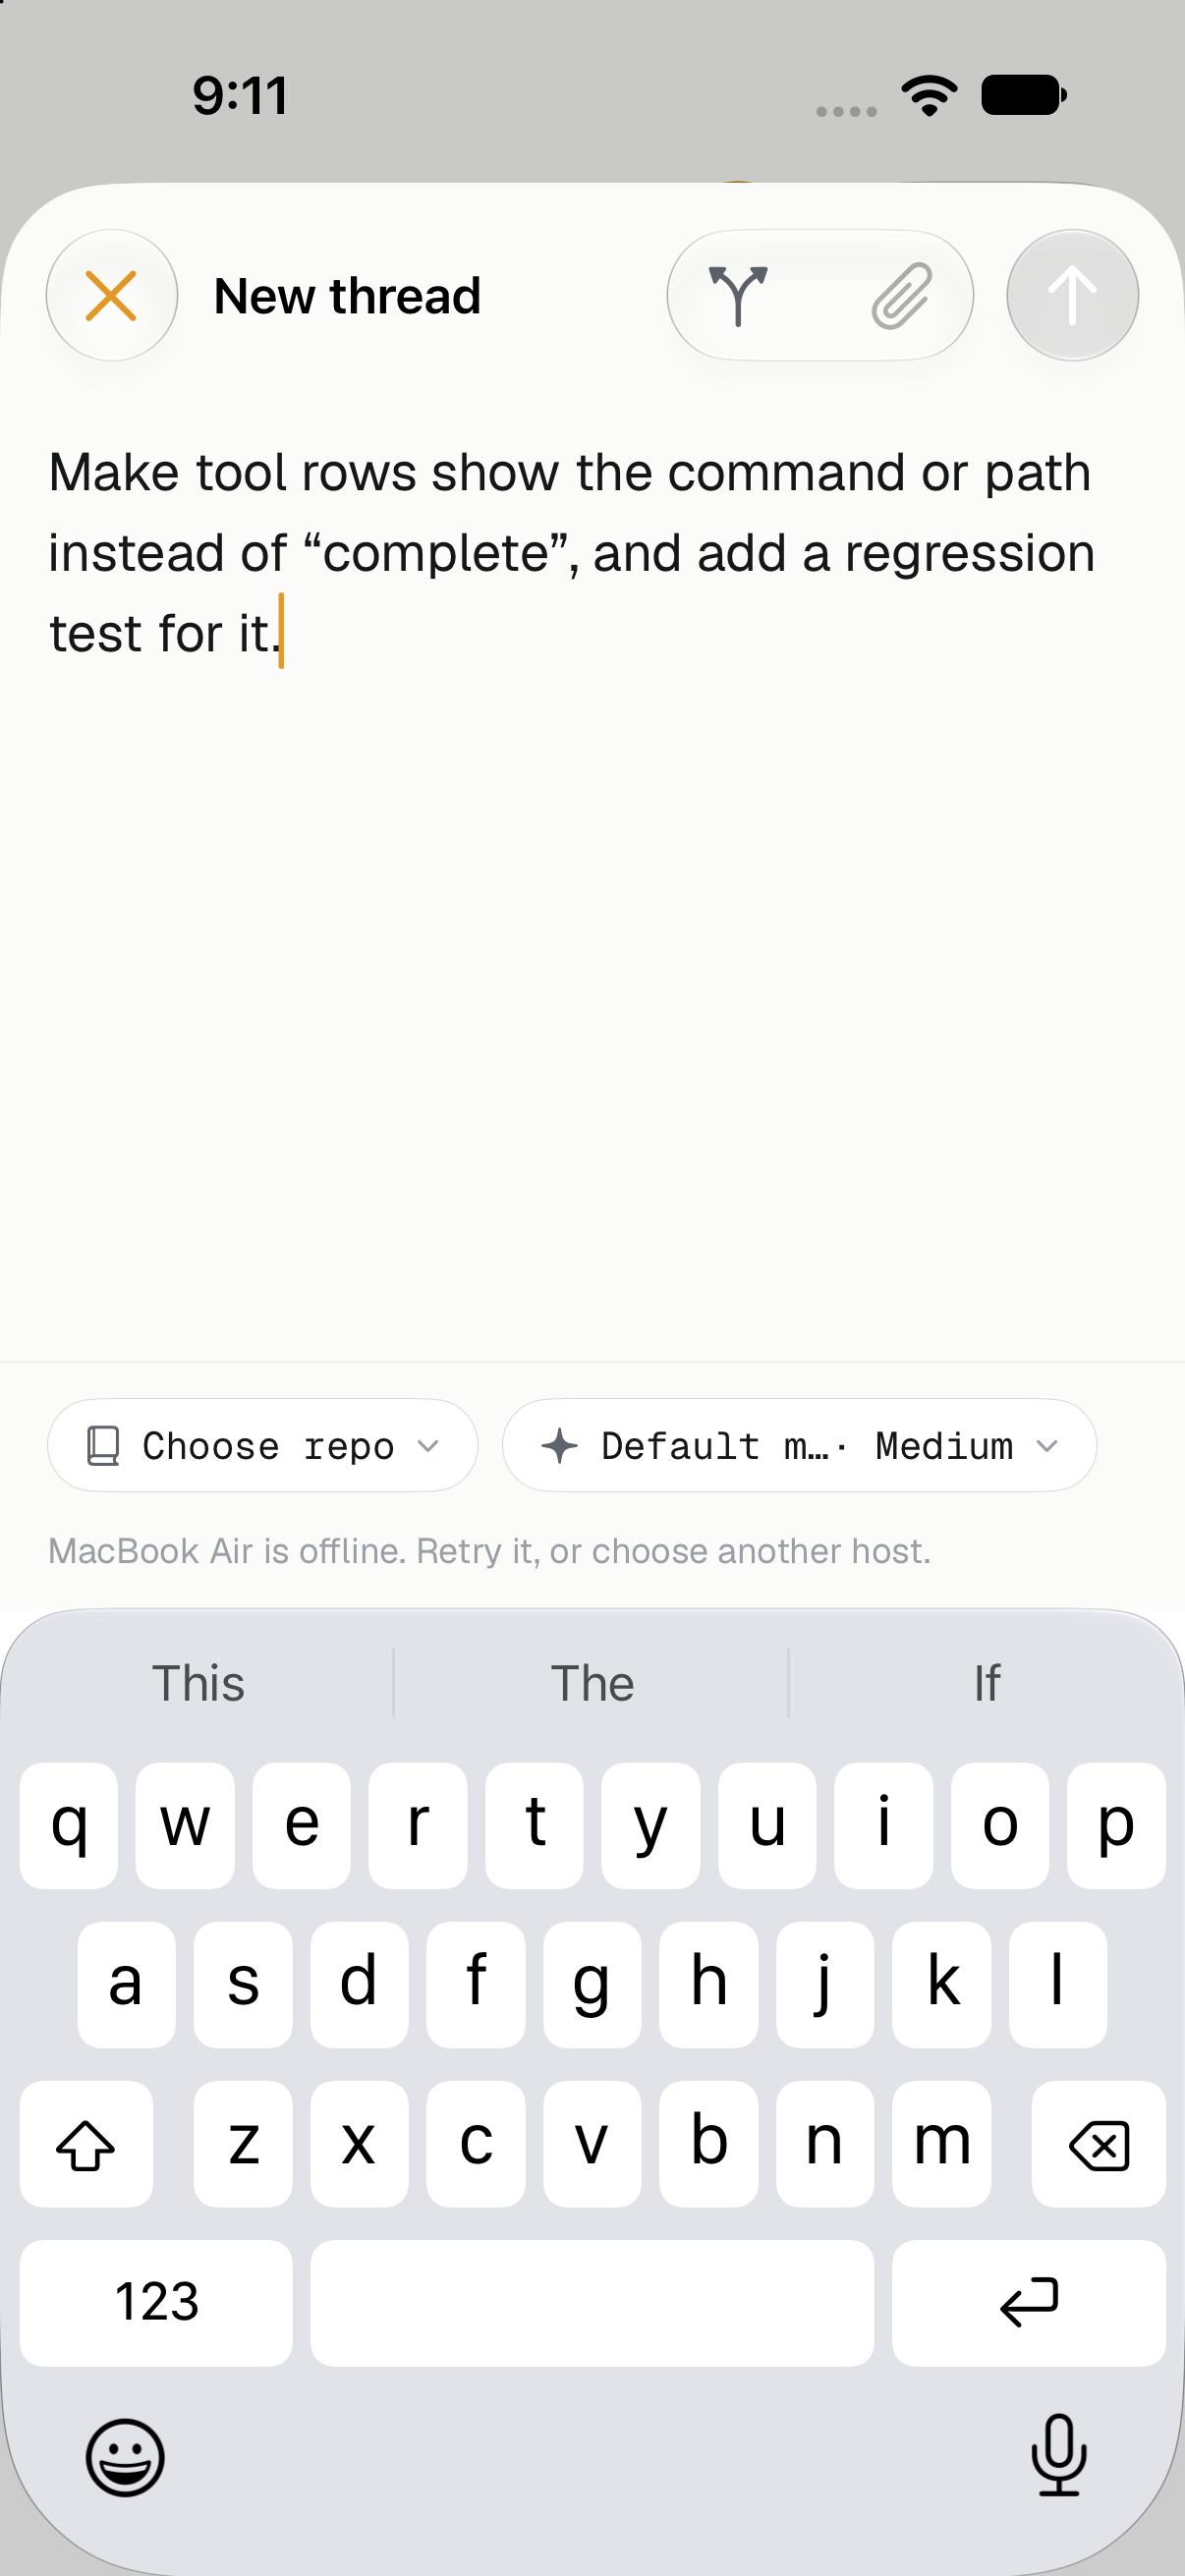 9:11
New thread
Make tool rows show the command or path
instead of “complete”, and add a regression
test for it.
Choose repo
Default m…· Medium
MacBook Air is offline. Retry it, or choose another host.
This The If
q w e r t y u i o p
a s d f g h j k l
z x c v b n m
123